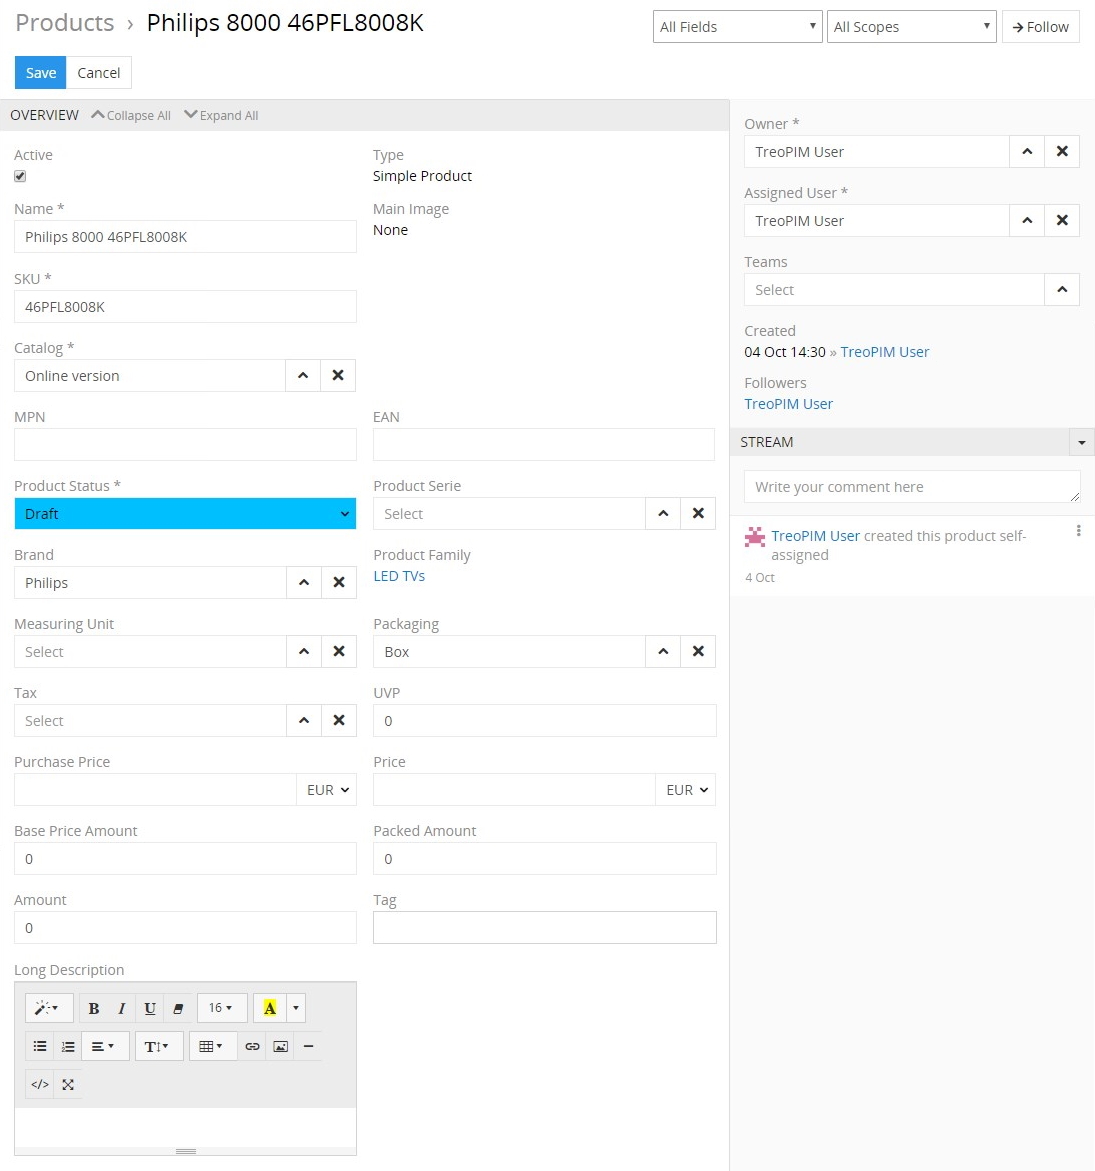 Products › Philips 8000 46PFL8008K
All Fields
All Scopes
Follow
Save
Cancel
OVERVIEW Collapse All Expand All
Active
Type
Simple Product
Name *
Philips 8000 46PFL8008K
Main Image
None
SKU *
46PFL8008K
Catalog *
Online version
MPN
EAN
Product Status *
Draft
Product Serie
Select
Brand
Philips
Product Family
LED TVs
Measuring Unit
Select
Packaging
Box
Tax
Select
UVP
0
Purchase Price
EUR
Price
EUR
Base Price Amount
0
Packed Amount
0
Amount
0
Tag
Long Description
B I U 16 A
T
</>
Owner *
TreoPIM User
Assigned User *
TreoPIM User
Teams
Select
Created
04 Oct 14:30 » TreoPIM User
Followers
TreoPIM User
STREAM
Write your comment here
TreoPIM User created this product self-
assigned
4 Oct